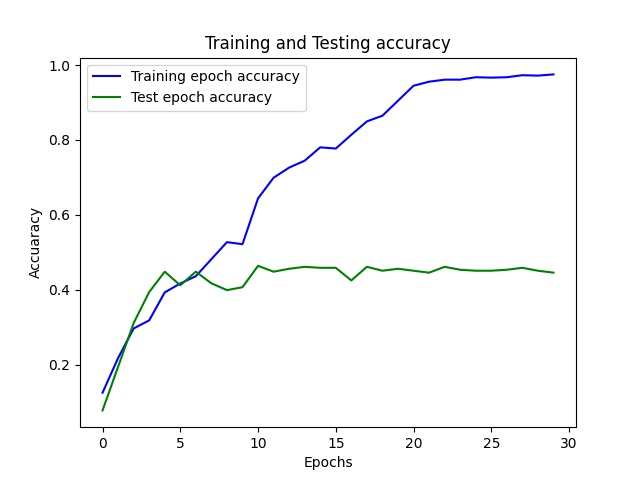 Training and Testing accuracy
1.0
Training epoch accuracy
Test epoch accuracy
0.8
0.6
Accuaracy
0.4
0.2
0 5 10 15 20 25 30
Epochs